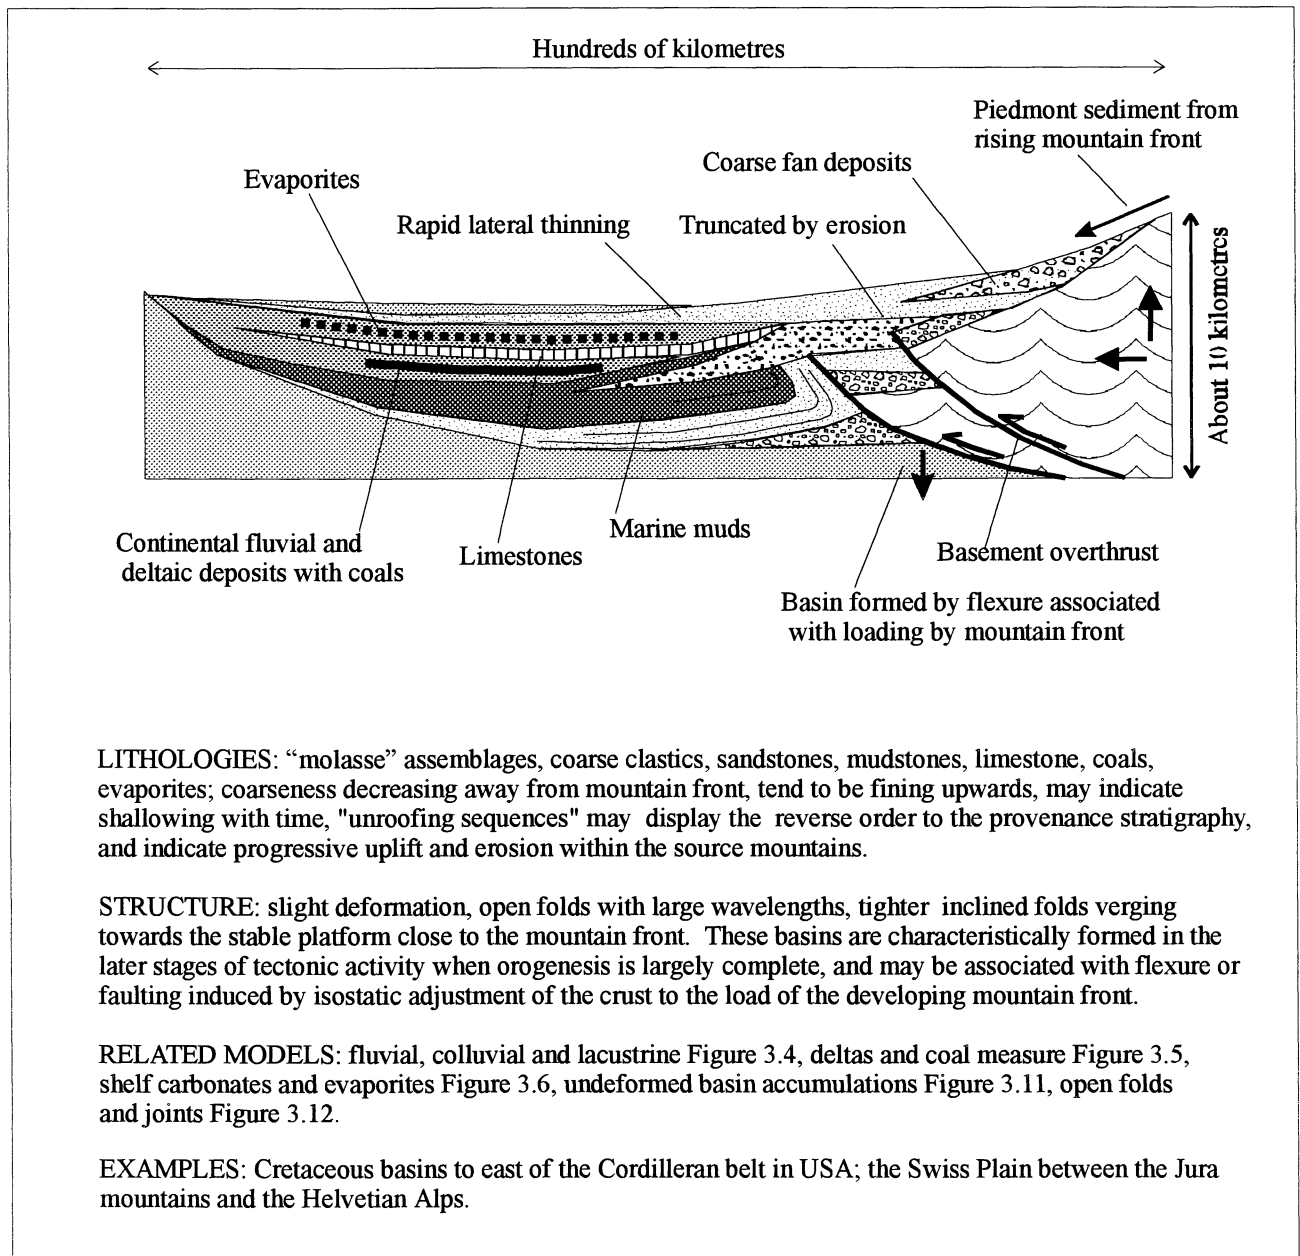 Hundreds of kilometres
Piedmont sediment from
rising mountain front
Coarse fan deposits
Evaporites
Rapid lateral thinning
Truncated by erosion
About 10 kilometres
Marine muds
Continental fluvial and
deltaic deposits with coals
Limestones
Basement overthrust
Basin formed by flexure associated
with loading by mountain front
LITHOLOGIES: “molasse” assemblages, coarse clastics, sandstones, mudstones, limestone, coals,
evaporites; coarseness decreasing away from mountain front, tend to be fining upwards, may indicate
shallowing with time, "unroofing sequences" may display the reverse order to the provenance stratigraphy,
and indicate progressive uplift and erosion within the source mountains.
STRUCTURE: slight deformation, open folds with large wavelengths, tighter inclined folds verging
towards the stable platform close to the mountain front. These basins are characteristically formed in the
later stages of tectonic activity when orogenesis is largely complete, and may be associated with flexure or
faulting induced by isostatic adjustment of the crust to the load of the developing mountain front.
RELATED MODELS: fluvial, colluvial and lacustrine Figure 3.4, deltas and coal measure Figure 3.5,
shelf carbonates and evaporites Figure 3.6, undeformed basin accumulations Figure 3.11, open folds
and joints Figure 3.12.
EXAMPLES: Cretaceous basins to east of the Cordilleran belt in USA; the Swiss Plain between the Jura
mountains and the Helvetian Alps.